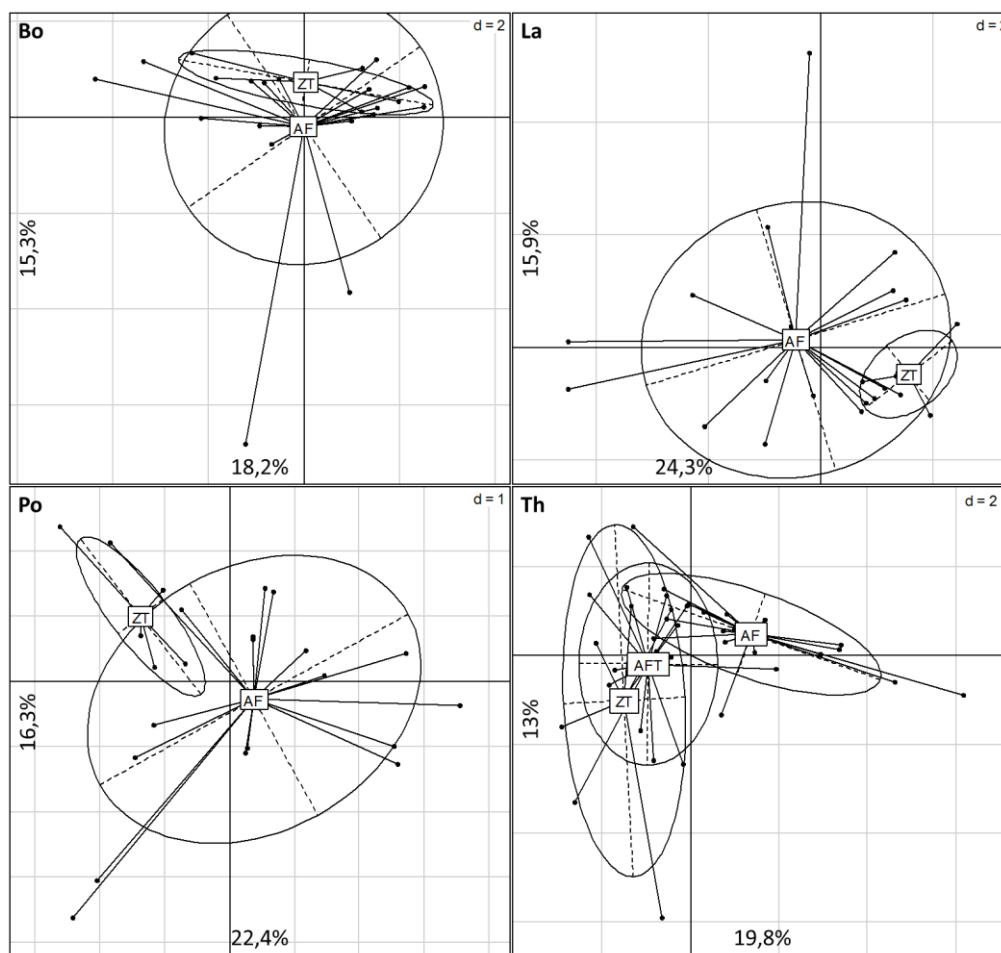 Bo
d = 2
ZT
AF
15,3%
18,2%
La
AF
ZT
15,9%
24,3%
Po
d = 1
ZT
AF
16,3%
22,4%
Th
d = 2
AF
AFT
ZT
13%
19,8%